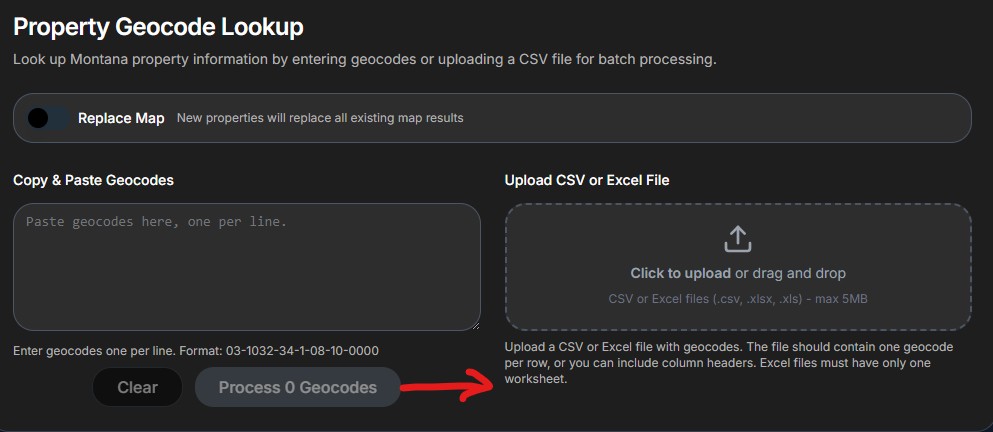 Property Geocode Lookup
Look up Montana property information by entering geocodes or uploading a CSV file for batch processing.
Replace Map New properties will replace all existing map results
Copy & Paste Geocodes
Paste geocodes here, one per line.
Enter geocodes one per line. Format: 03-1032-34-1-08-10-0000
Clear
Process 0 Geocodes
Upload CSV or Excel File
Click to upload or drag and drop
CSV or Excel files (.csv, .xlsx, .xls) - max 5MB
Upload a CSV or Excel file with geocodes. The file should contain one geocode
per row, or you can include column headers. Excel files must have only one
worksheet.